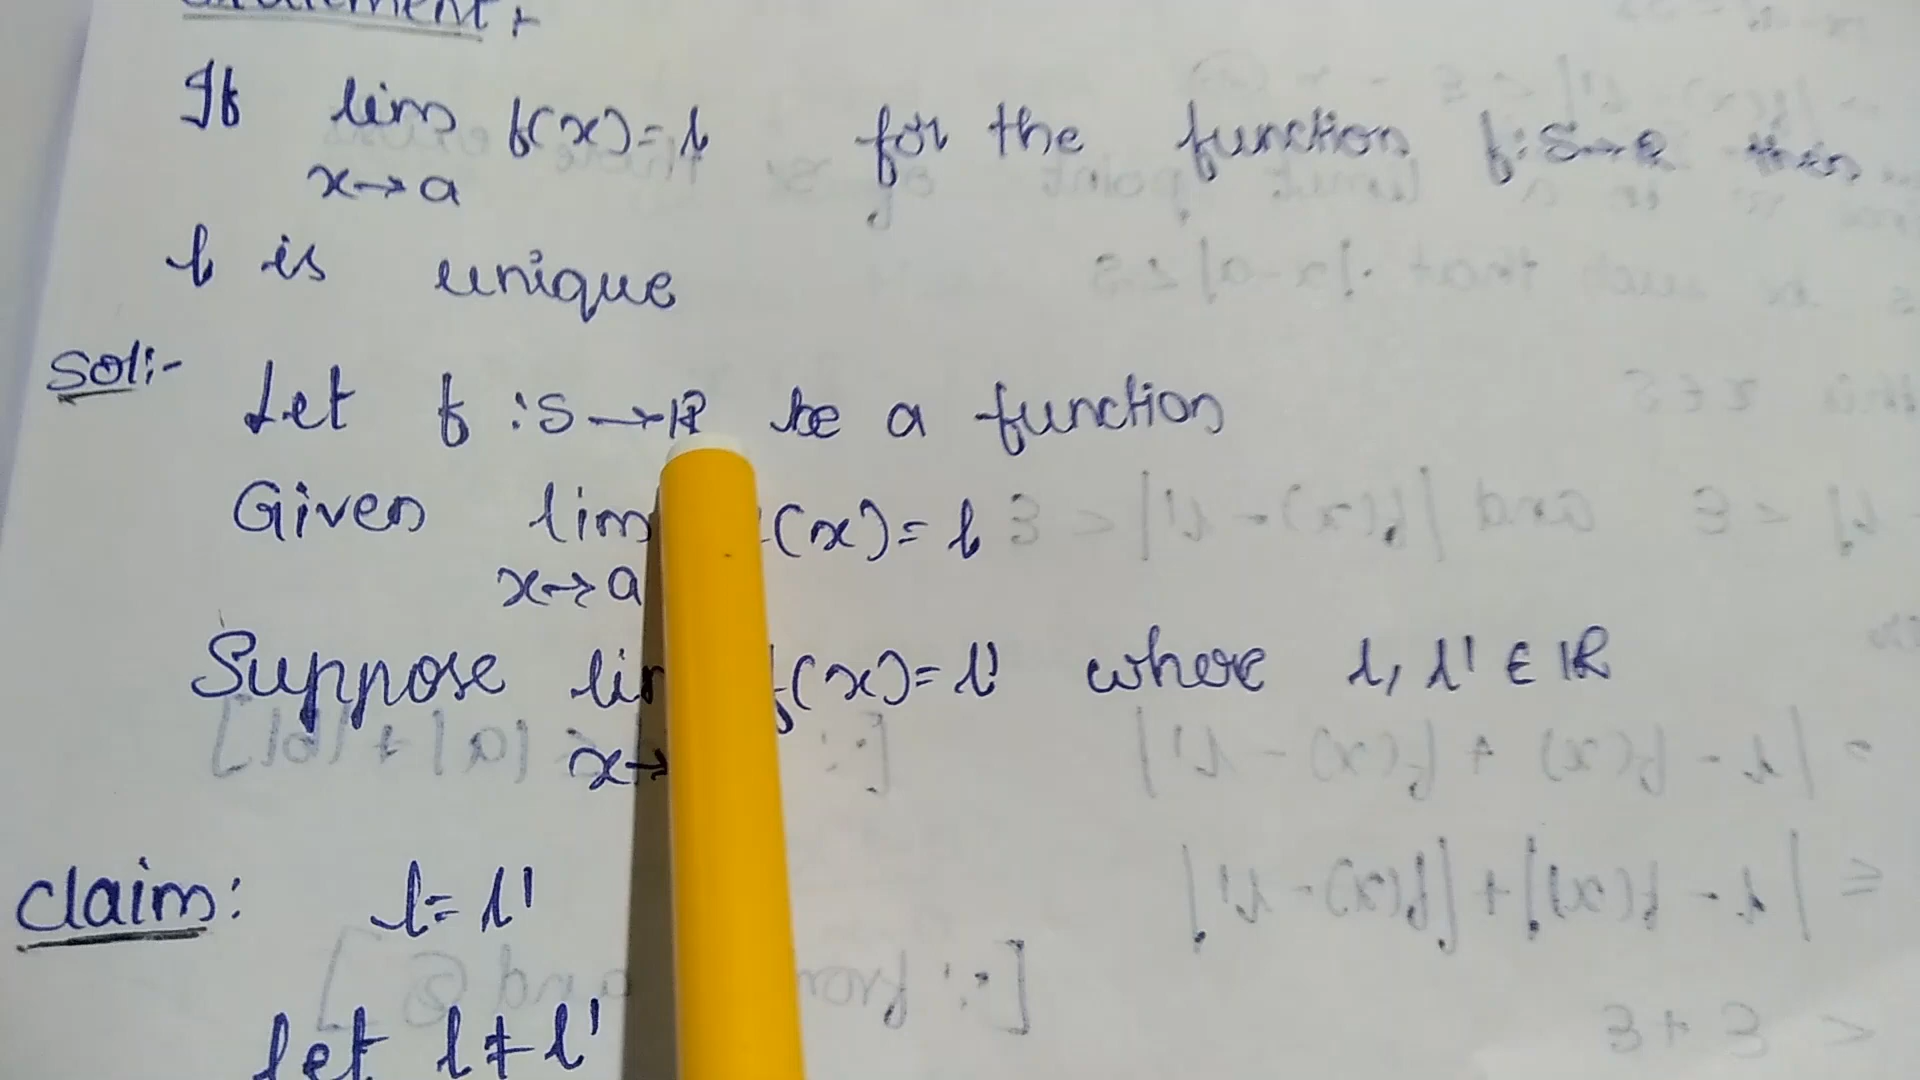 Statement:
If lim f(x)=l for the function f:S→R then
x→a
l is unique
Sol:- Let f :S→R be a function
Given lim f(x)=l
x→a
Suppose lim f(x)=l' where l, l' ∈ R
x→
Claim: l=l'
Let l≠l'